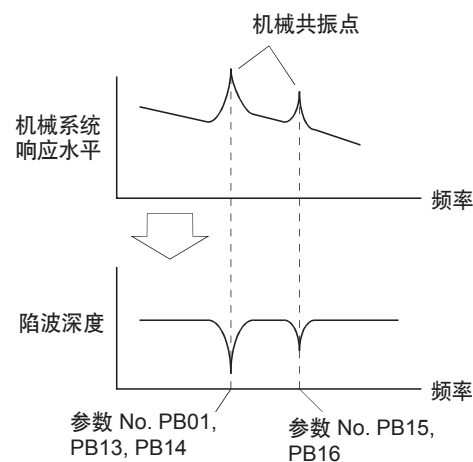 机械共振点
机械系统
响应水平
频率
陷波深度
频率
参数 No. PB01,
PB13, PB14
参数 No. PB15,
PB16